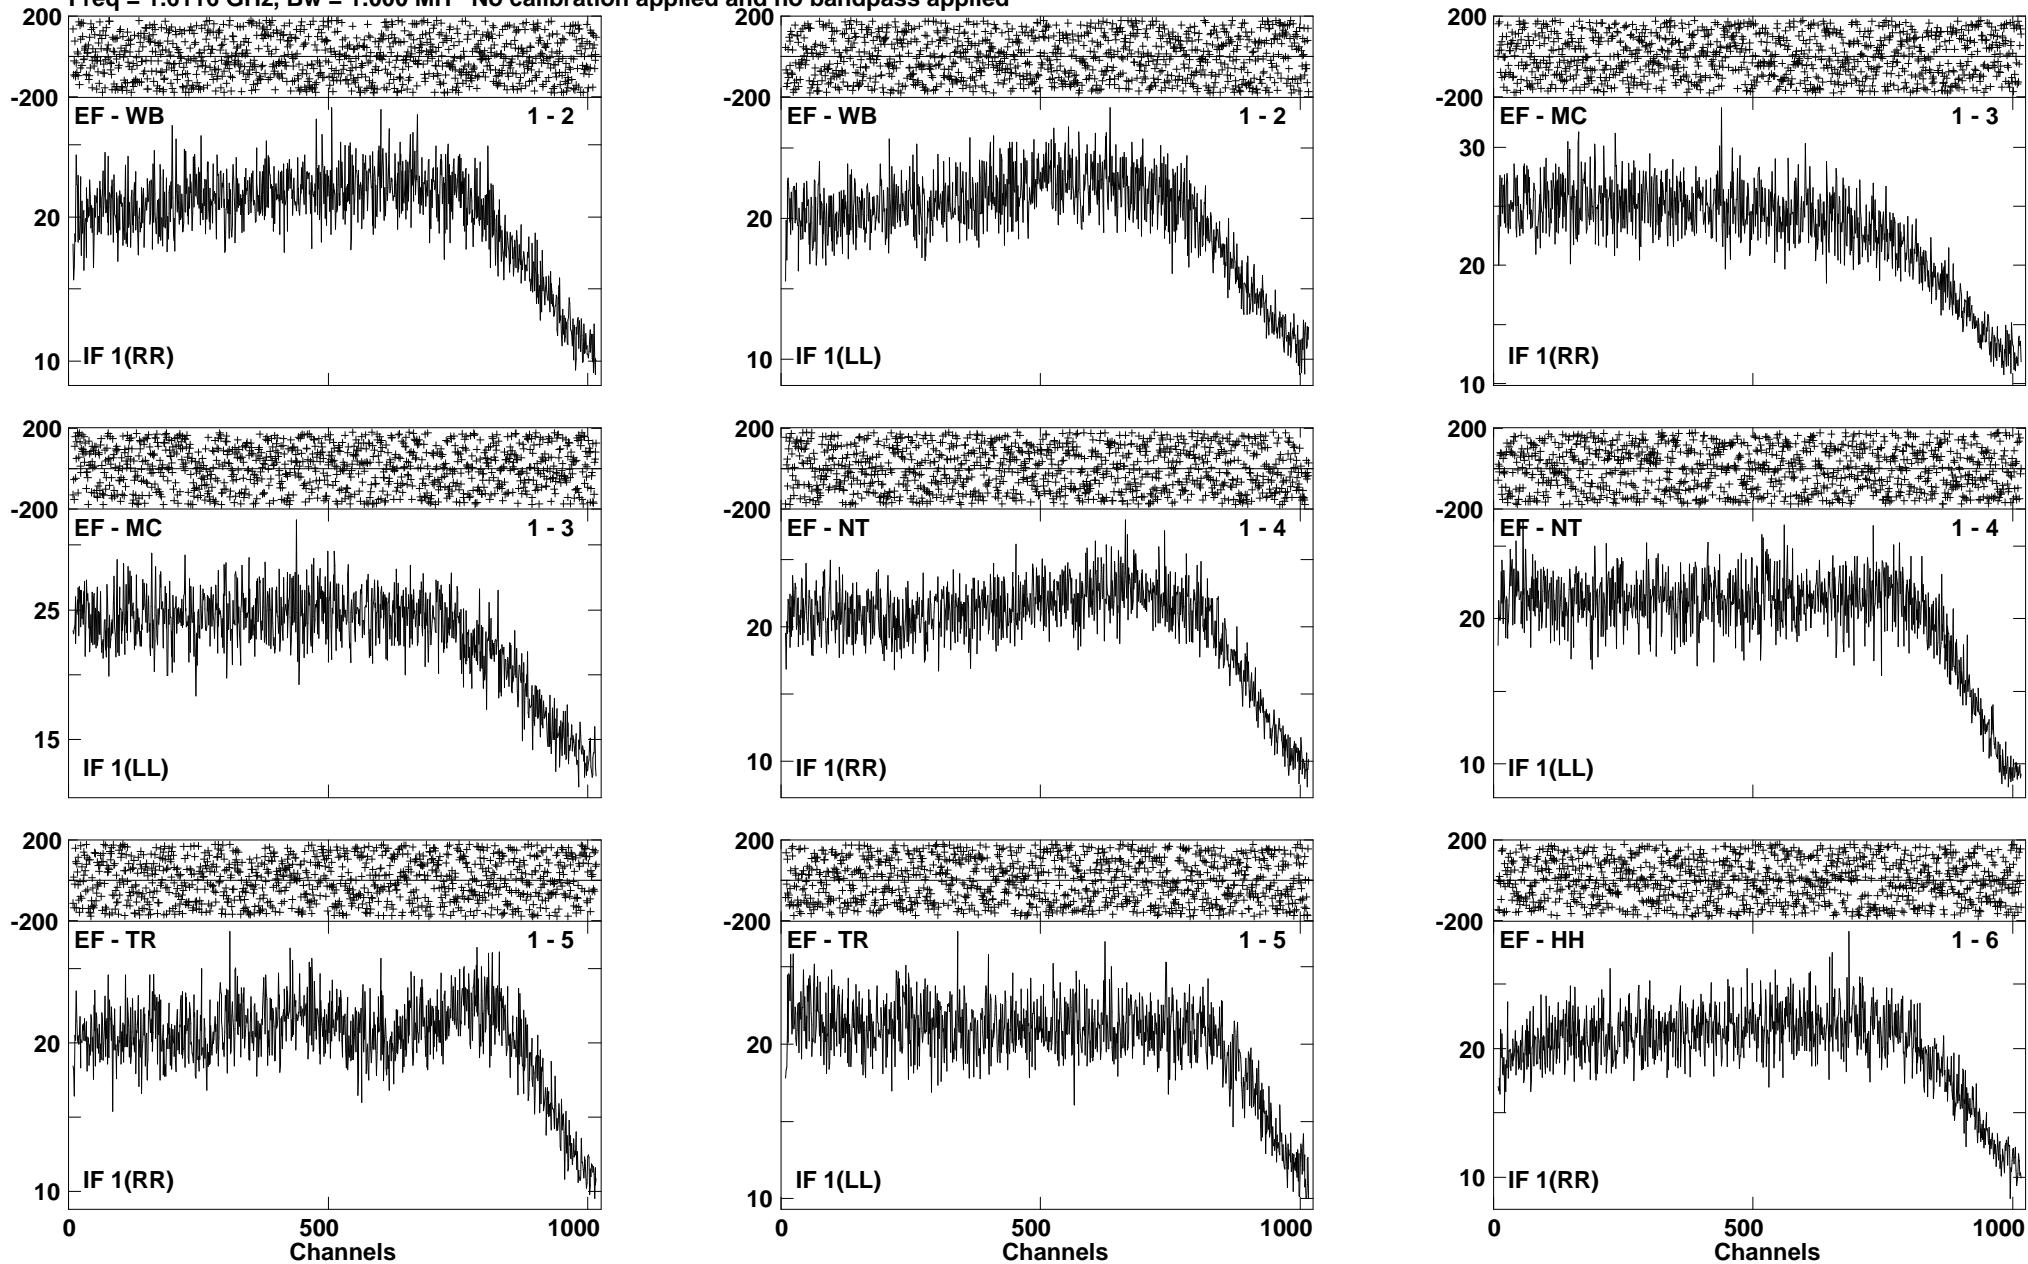 and no bandpass applied
200 200 200
-200 -200 -200
EF - WB 1 - 2 EF - WB 1 - 2 EF - MC 1 - 3
30
20 20 20
10 10 10
IF 1(RR) IF 1(LL) IF 1(RR)
200 200 200
-200 -200 -200
EF - MC 1 - 3 EF - NT 1 - 4 EF - NT 1 - 4
25 20 20
15 10 10
IF 1(LL) IF 1(RR) IF 1(LL)
200 200 200
-200 -200 -200
EF - TR 1 - 5 EF - TR 1 - 5 EF - HH 1 - 6
20 20 20
10 10 10
IF 1(RR) IF 1(LL) IF 1(RR)
0 500 1000 0 500 1000 0 500 1000
Channels Channels Channels